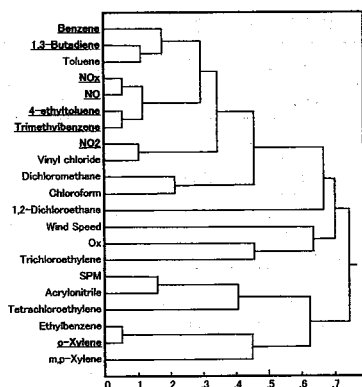 Benzene
1,3-Butadiene
Toluene
NOx
NO
4-ethyltoluene
Trimethylbenzene
NO2
Vinyl chloride
Dichloromethane
Chloroform
1,2-Dichloroethane
Wind Speed
Ox
Trichloroethylene
SPM
Acrylonitrile
Tetrachloroethylene
Ethylbenzene
o-Xylene
m,p-Xylene
0 .1 .2 .3 .4 .5 .6 .7